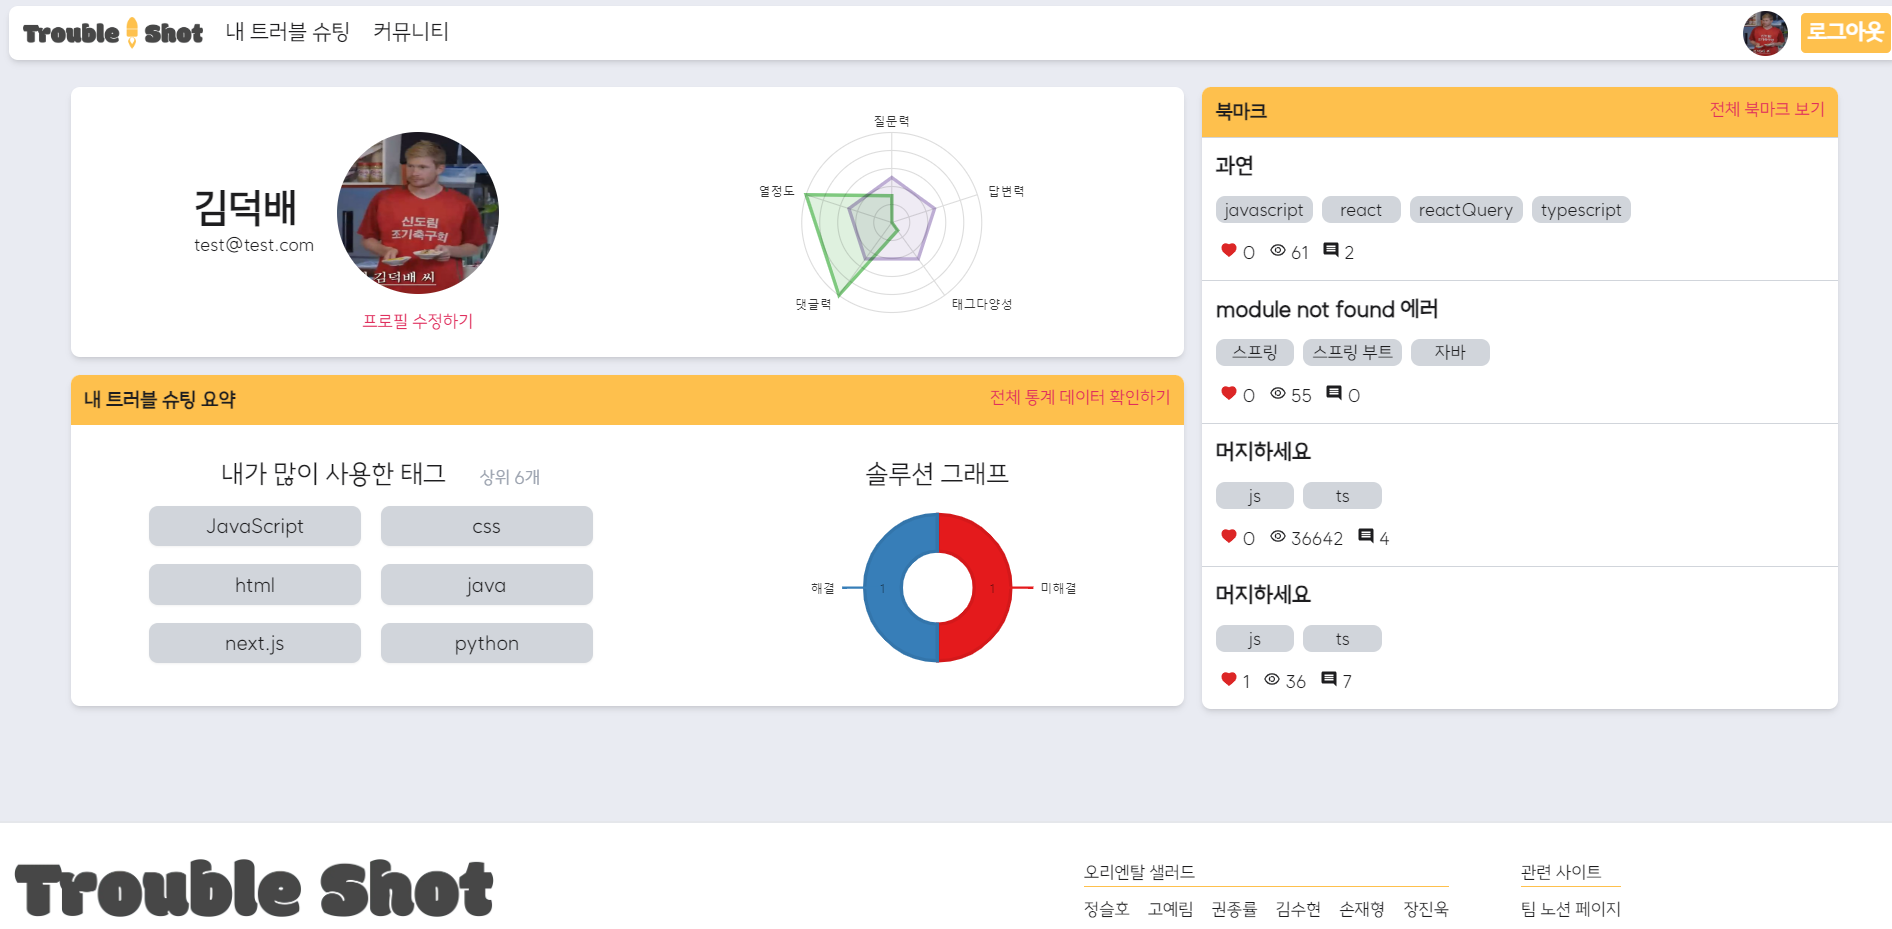 Trouble Shot 내 트러블 슈팅 커뮤니티 로그아웃
김덕배
test@test.com
신도림
조기축구회
김덕배 씨
프로필 수정하기
질문력
열정도 답변력
댓글력 태그다양성
내 트러블 슈팅 요약 전체 통계 데이터 확인하기
내가 많이 사용한 태그 상위 6개
JavaScript css
html java
next.js python
솔루션 그래프
해결 1 1 미해결
북마크 전체 북마크 보기
과연
javascript react reactQuery typescript
0 61 2
module not found 에러
스프링 스프링 부트 자바
0 55 0
머지하세요
js ts
0 36642 4
머지하세요
js ts
1 36 7
Trouble Shot
오리엔탈 샐러드
정슬호 고예림 권종률 김수현 손재형 장진욱
관련 사이트
팀 노션 페이지